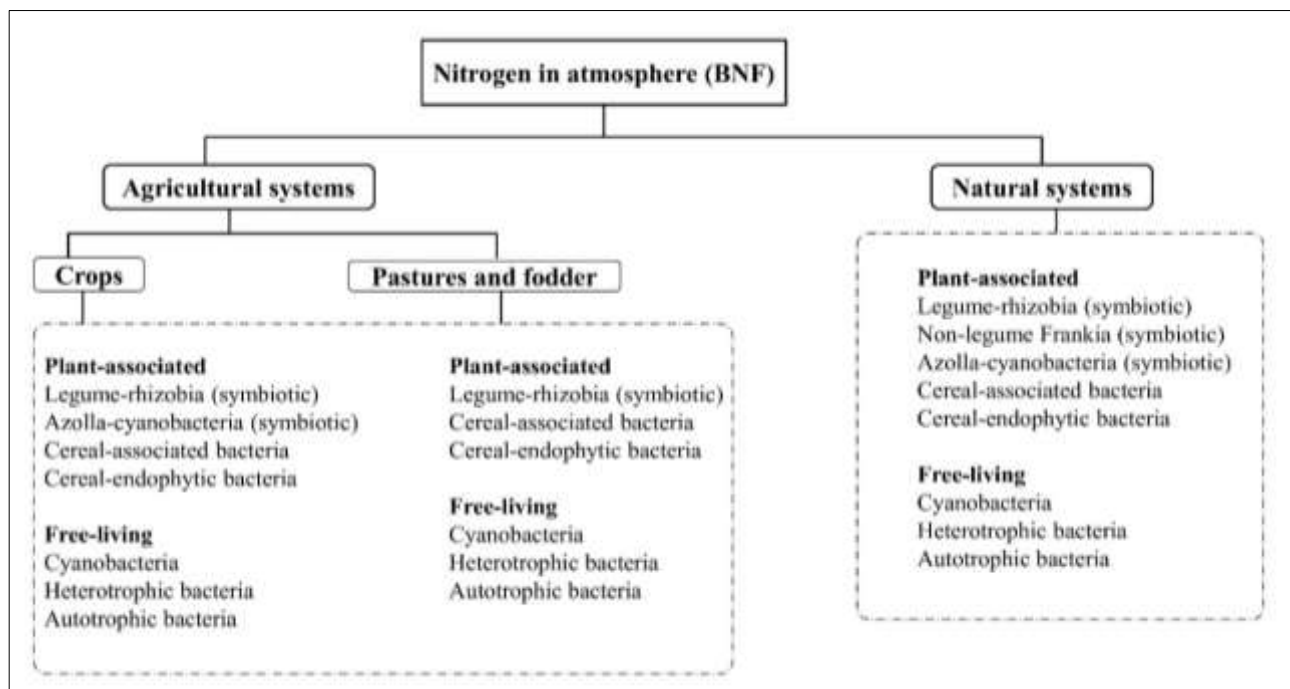 Nitrogen in atmosphere (BNF)
Agricultural systems
Natural systems
Crops
Pastures and fodder
Plant-associated
Legume-rhizobia (symbiotic)
Azolla-cyanobacteria (symbiotic)
Cereal-associated bacteria
Cereal-endophytic bacteria
Free-living
Cyanobacteria
Heterotrophic bacteria
Autotrophic bacteria
Plant-associated
Legume-rhizobia (symbiotic)
Cereal-associated bacteria
Cereal-endophytic bacteria
Free-living
Cyanobacteria
Heterotrophic bacteria
Autotrophic bacteria
Plant-associated
Legume-rhizobia (symbiotic)
Non-legume Frankia (symbiotic)
Azolla-cyanobacteria (symbiotic)
Cereal-associated bacteria
Cereal-endophytic bacteria
Free-living
Cyanobacteria
Heterotrophic bacteria
Autotrophic bacteria